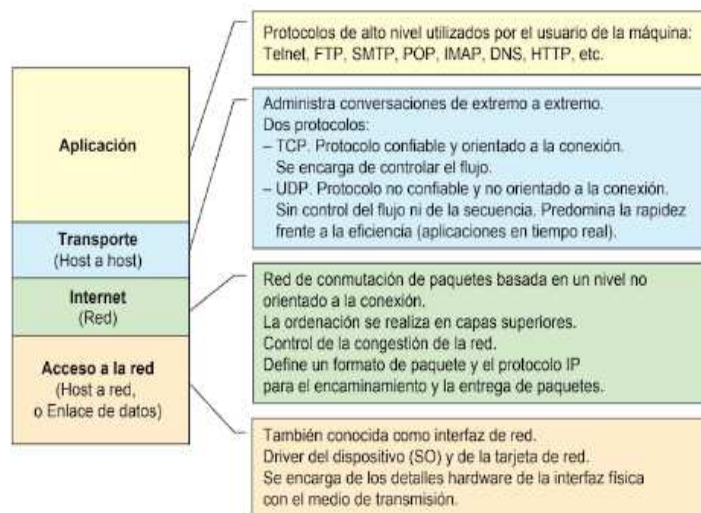 Protocolos de alto nivel utilizados por el usuario de la máquina:
Telnet, FTP, SMTP, POP, IMAP, DNS, HTTP, etc.
Aplicación
Administra conversaciones de extremo a extremo.
Dos protocolos:
– TCP. Protocolo confiable y orientado a la conexión.
Se encarga de controlar el flujo.
– UDP. Protocolo no confiable y no orientado a la conexión.
Sin control del flujo ni de la secuencia. Predomina la rapidez
frente a la eficiencia (aplicaciones en tiempo real).
Transporte
(Host a host)
Internet
(Red)
Red de conmutación de paquetes basada en un nivel no
orientado a la conexión.
La ordenación se realiza en capas superiores.
Control de la congestión de la red.
Define un formato de paquete y el protocolo IP
para el encaminamiento y la entrega de paquetes.
Acceso a la red
(Host a red,
o Enlace de datos)
También conocida como interfaz de red.
Driver del dispositivo (SO) y de la tarjeta de red.
Se encarga de los detalles hardware de la interfaz física
con el medio de transmisión.